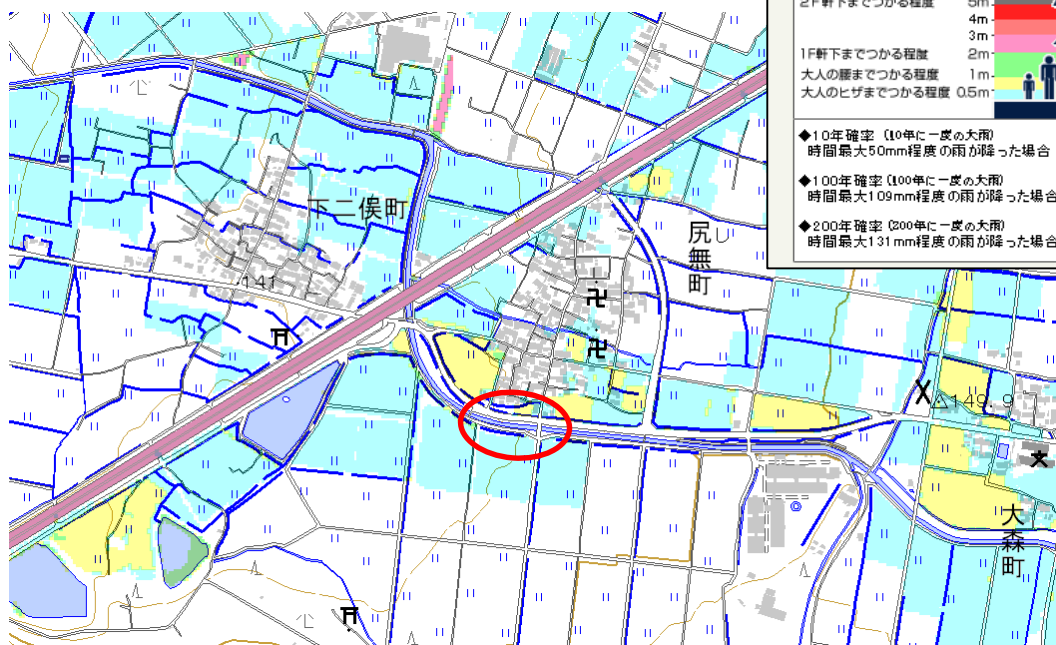 2F軒下までつかる程度 5m
4m
3m
1F軒下までつかる程度 2m
大人の腰までつかる程度 1m
大人のヒザまでつかる程度 0.5m
◆10年確率 (10年に一度の大雨)
時間最大50mm程度の雨が降った場合
◆100年確率 (100年に一度の大雨)
時間最大109mm程度の雨が降った場合
◆200年確率 (200年に一度の大雨)
時間最大131mm程度の雨が降った場合
下二俣町
尻無町
141
149.9
大森町